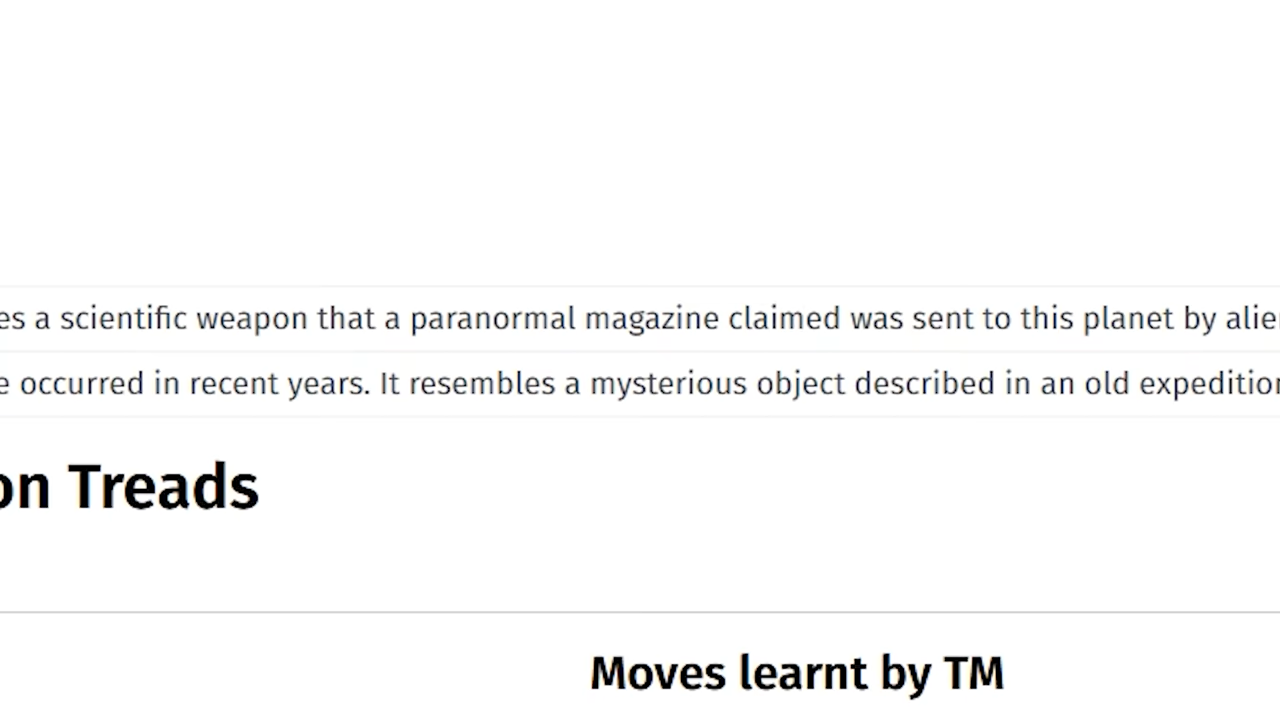 es a scientific weapon that a paranormal magazine claimed was sent to this planet by alie
e occurred in recent years. It resembles a mysterious object described in an old expedition
on Treads
Moves learnt by TM